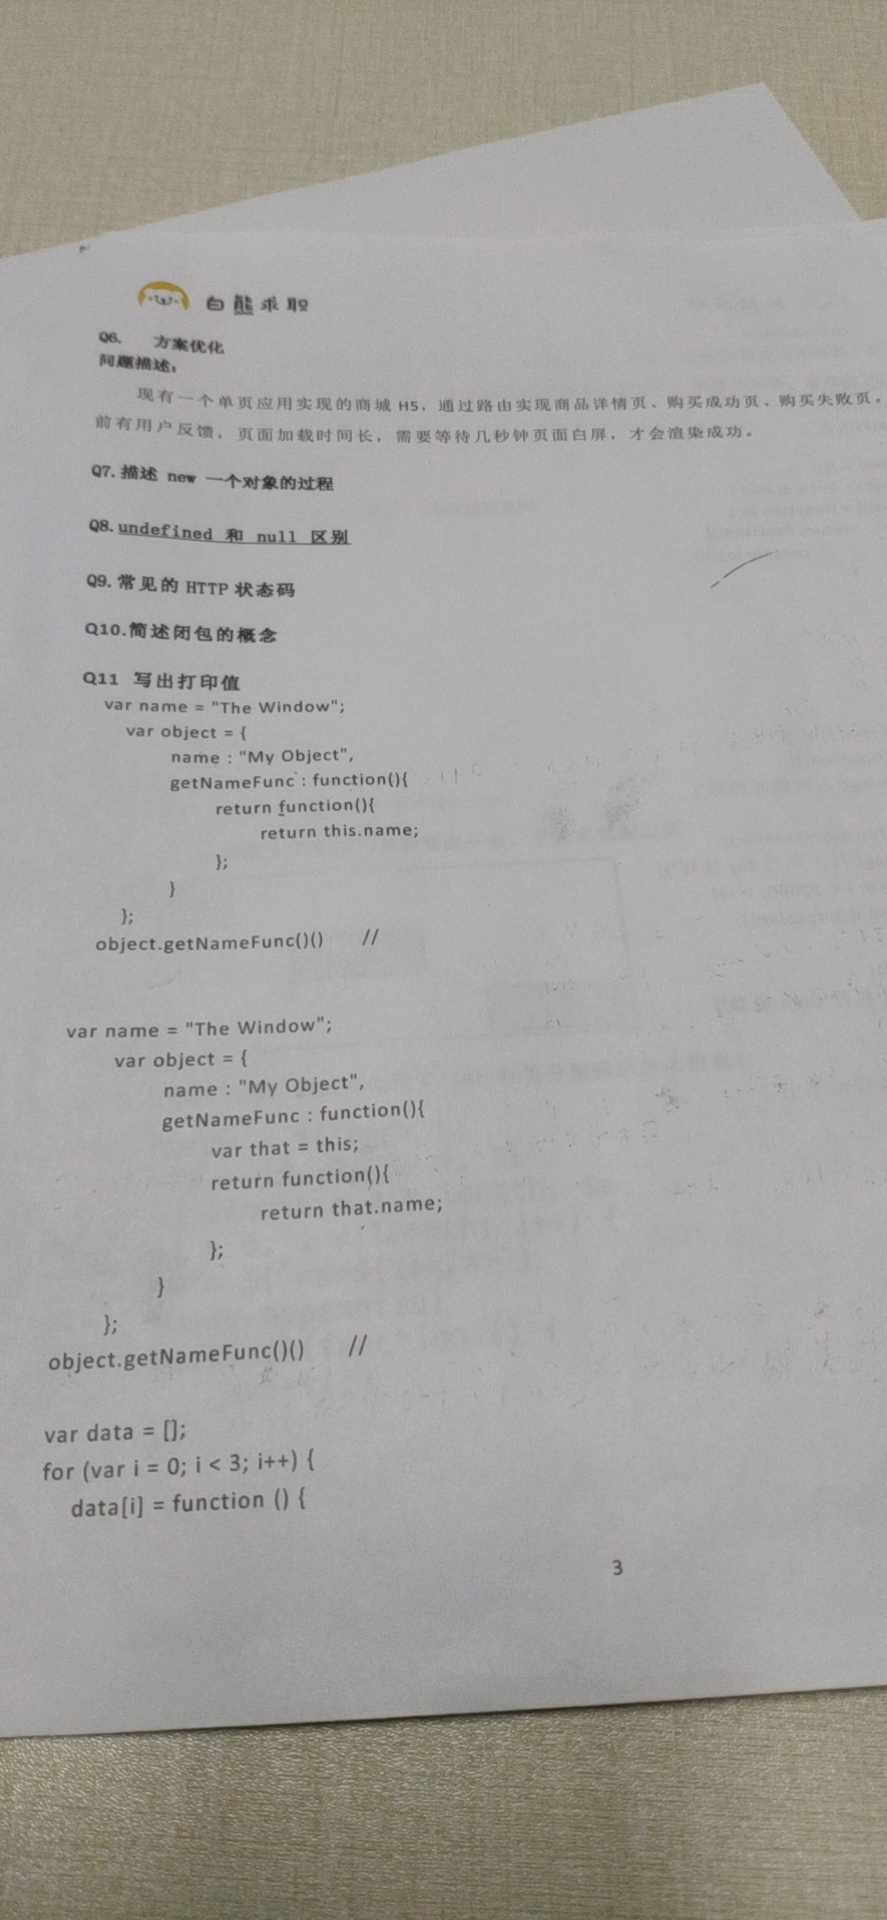 白熊求职
Q6. 方案优化
问题描述：
现有一个单页应用实现的商城 H5，通过路由实现商品详情页、购买成功页、购买失败页。
前有用户反馈，页面加载时间长，需要等待几秒钟页面白屏，才会渲染成功。
Q7. 描述 new 一个对象的过程
Q8. undefined 和 null 区别
Q9. 常见的 HTTP 状态码
Q10.简述闭包的概念
Q11 写出打印值
var name = "The Window";
var object = {
name : "My Object",
getNameFunc : function(){
return function(){
return this.name;
};
}
};
object.getNameFunc()() //
var name = "The Window";
var object = {
name : "My Object",
getNameFunc : function(){
var that = this;
return function(){
return that.name;
};
}
};
object.getNameFunc()() //
var data = [];
for (var i = 0; i < 3; i++) {
data[i] = function () {
3